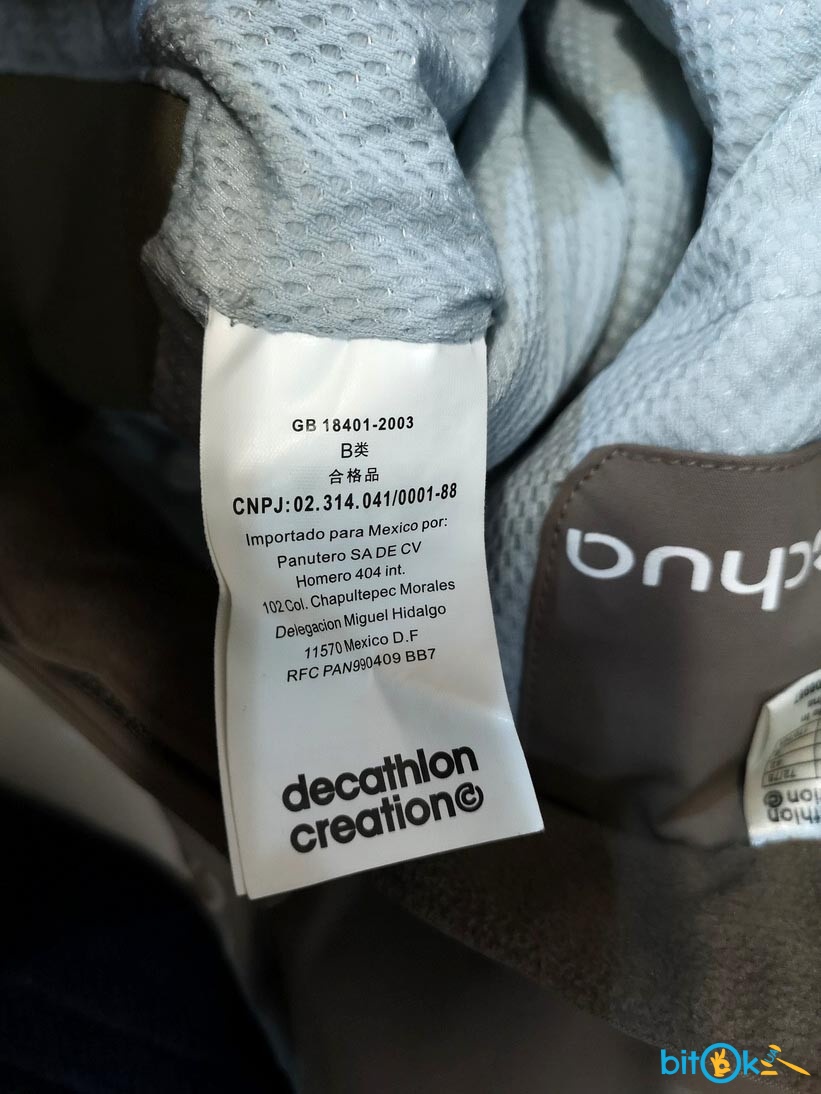 GB 18401-2003
B类
合格品
CNPJ:02.314.041/0001-88
Importado para Mexico por:
Panutero SA DE CV
Homero 404 int.
102 Col. Chapultepec Morales
Delegacion Miguel Hidalgo
11570 Mexico D.F
RFC PAN990409 BB7
decathlon
creation©
chua
bitOk